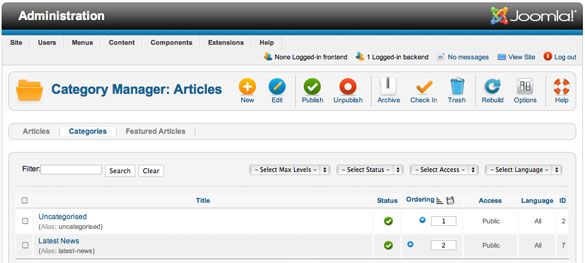 Administration
Joomla!
Site Users Menus Content Components Extensions Help
None Logged-in frontend 1 Logged-in backend No messages View Site Log out
Category Manager: Articles
New Edit Publish Unpublish Archive Check In Trash Rebuild Options Help
Articles Categories Featured Articles
Filter: Search Clear - Select Max Levels - - Select Status - - Select Access - - Select Language -
Title Status Ordering Access Language ID
Uncategorised 1 Public All 2
(Alias: uncategorised)
Latest News 2 Public All 7
(Alias: latest-news)